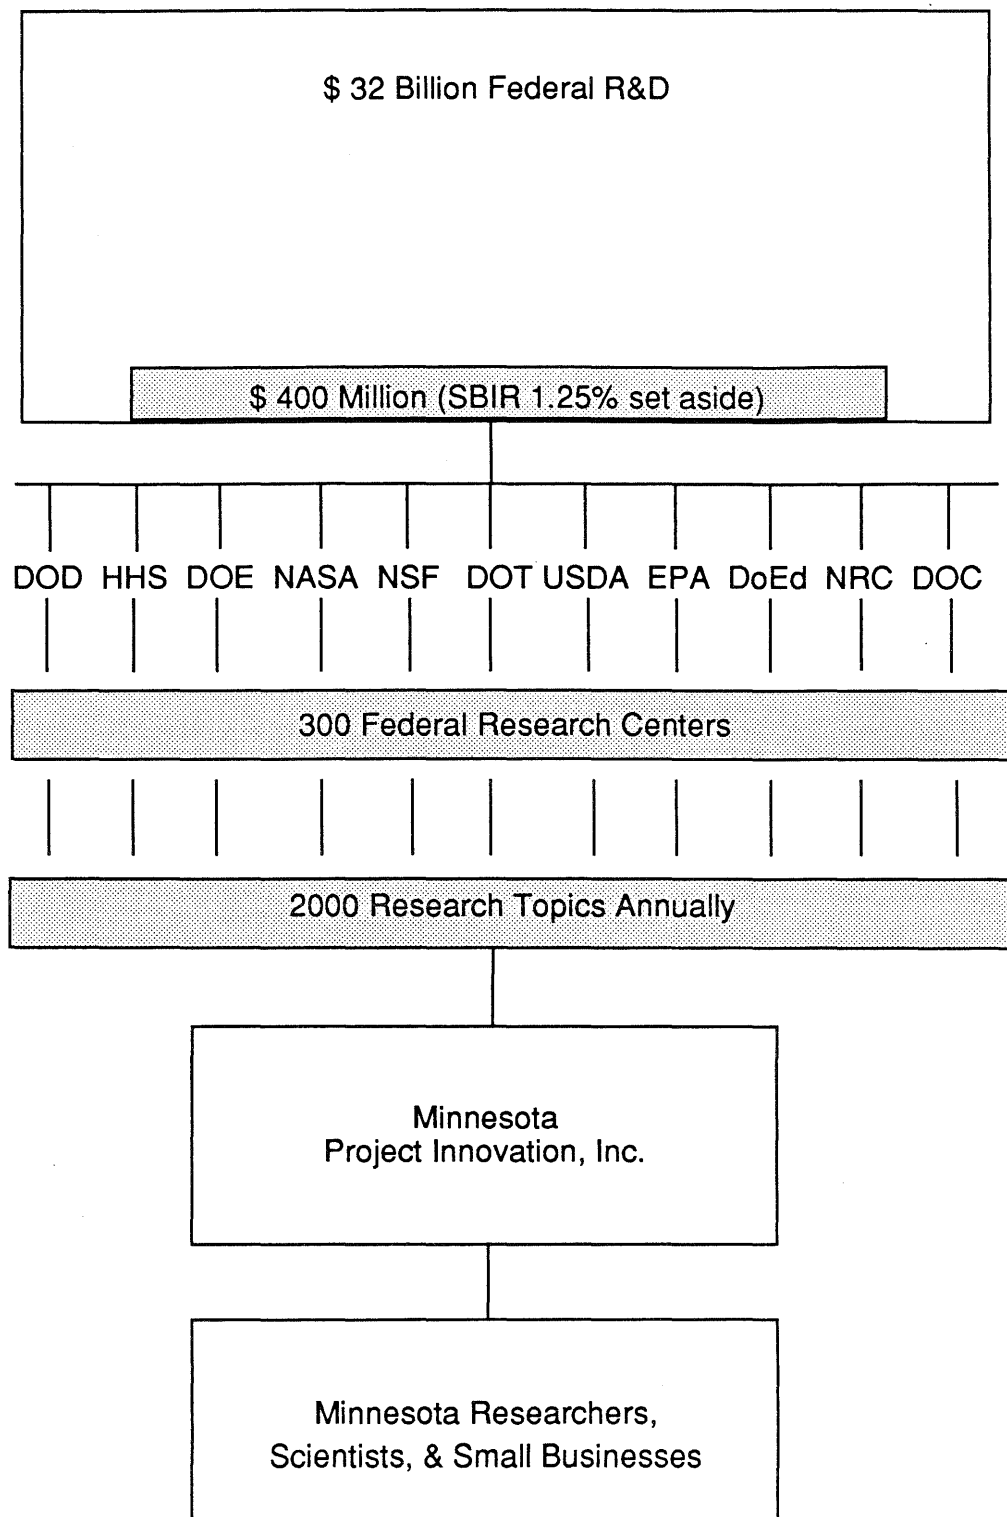 $ 32 Billion Federal R&D
$ 400 Million (SBIR 1.25% set aside)
DOD HHS DOE NASA NSF DOT USDA EPA DoEd NRC DOC
300 Federal Research Centers
2000 Research Topics Annually
Minnesota
Project Innovation, Inc.
Minnesota Researchers,
Scientists, & Small Businesses